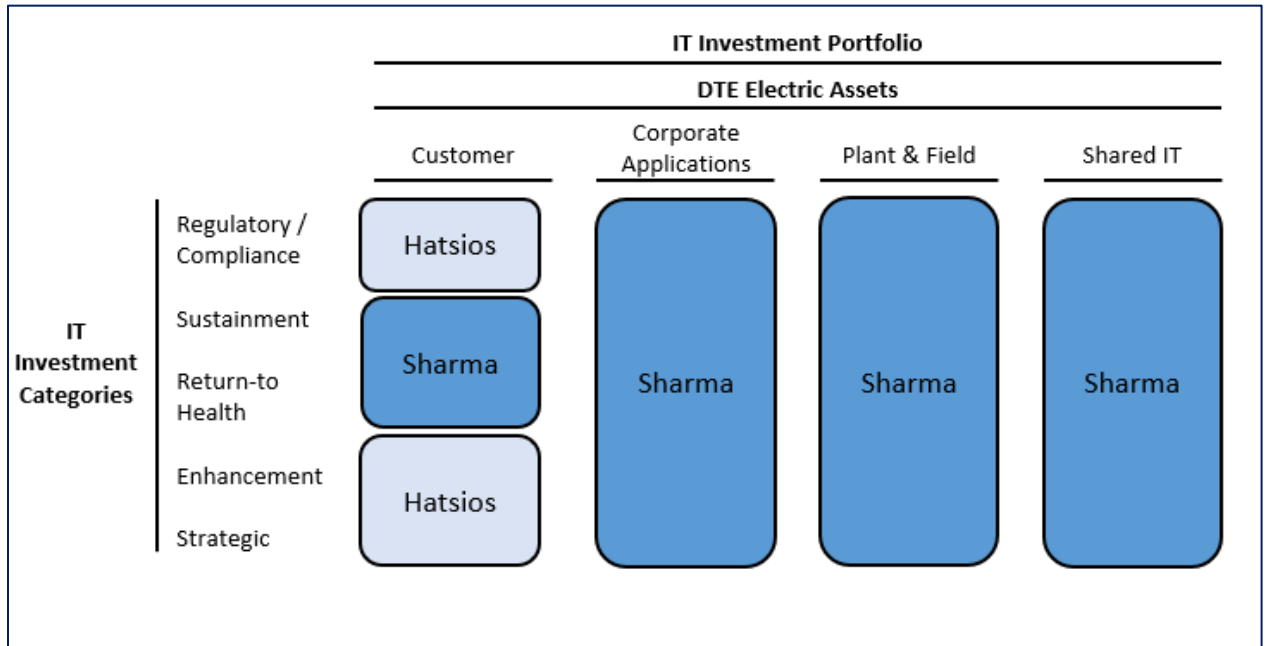 IT Investment Portfolio
DTE Electric Assets
Customer
Corporate
Applications
Plant & Field
Shared IT
IT
Investment
Categories
Regulatory /
Compliance
Sustainment
Return-to
Health
Enhancement
Strategic
Hatsios
Sharma
Hatsios
Sharma
Sharma
Sharma